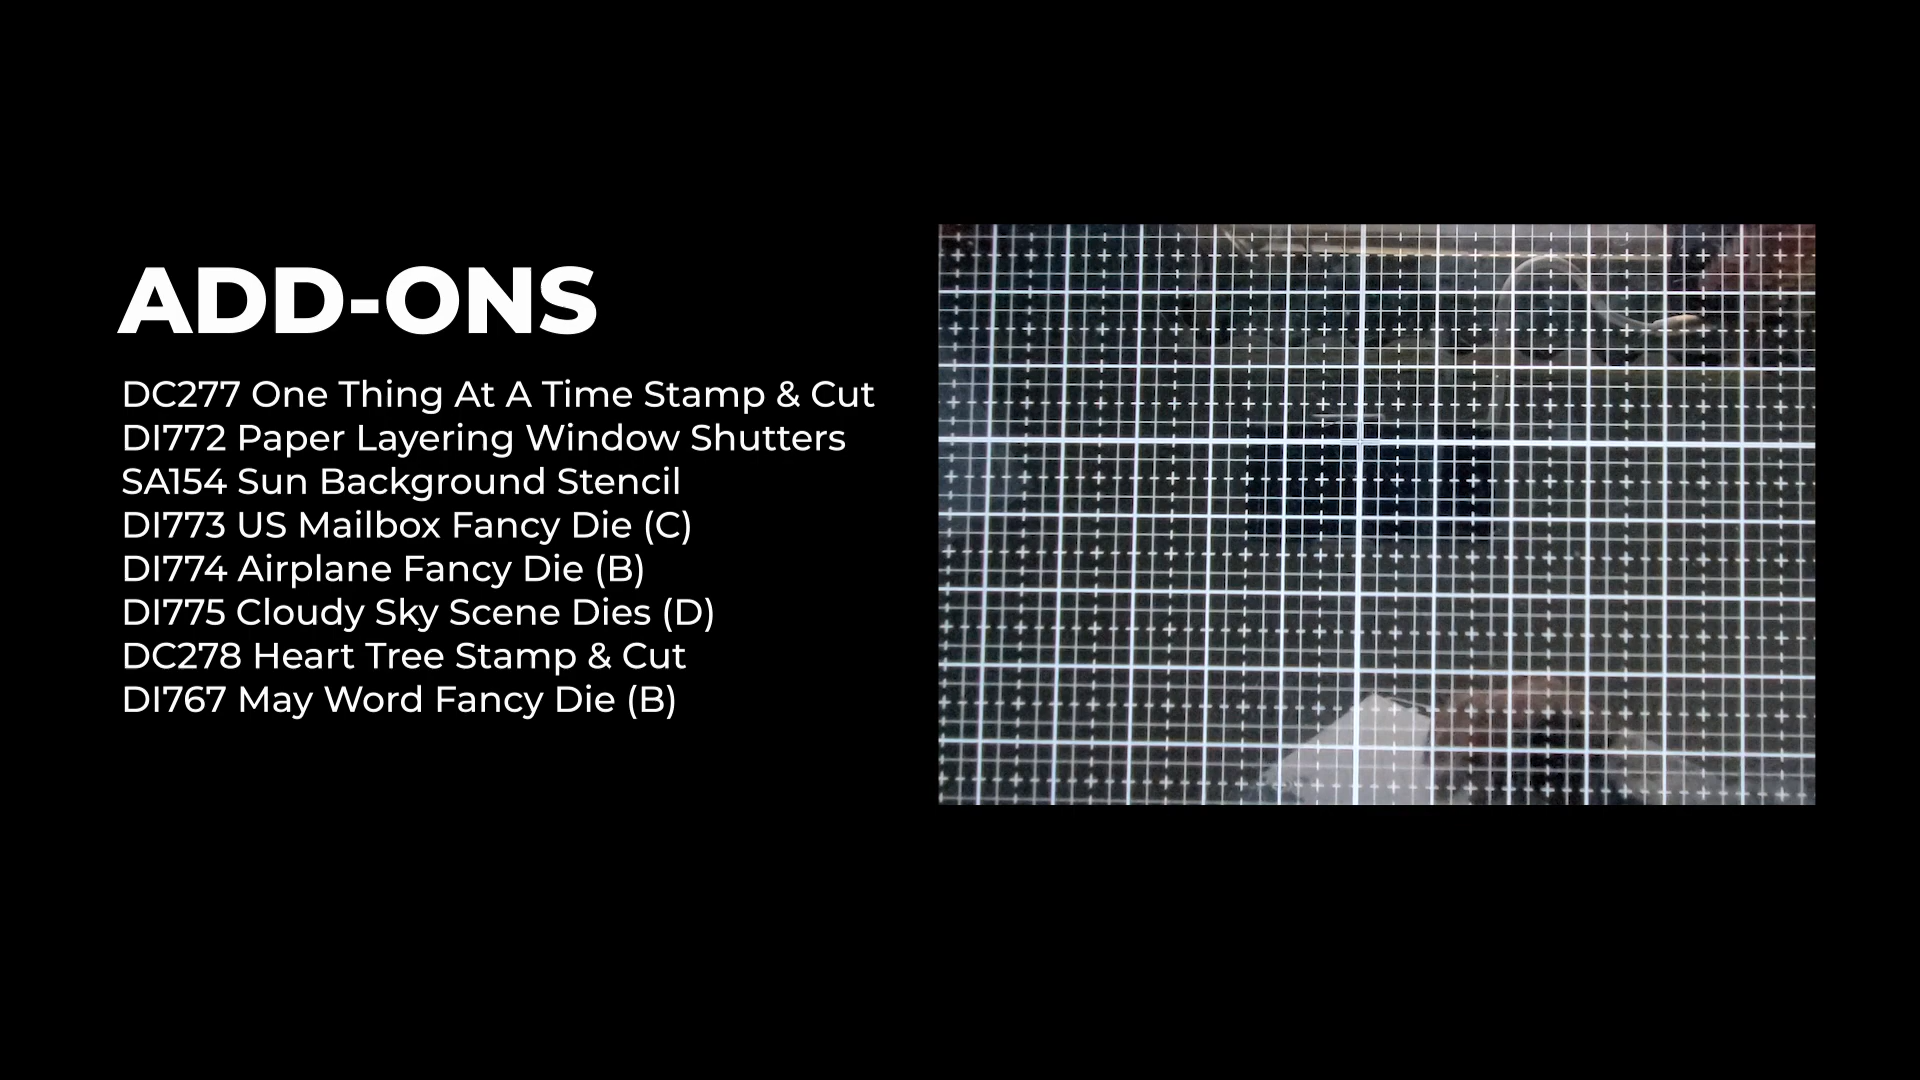 ADD-ONS
DC277 One Thing At A Time Stamp & Cut
DI772 Paper Layering Window Shutters
SA154 Sun Background Stencil
DI773 US Mailbox Fancy Die (C)
DI774 Airplane Fancy Die (B)
DI775 Cloudy Sky Scene Dies (D)
DC278 Heart Tree Stamp & Cut
DI767 May Word Fancy Die (B)